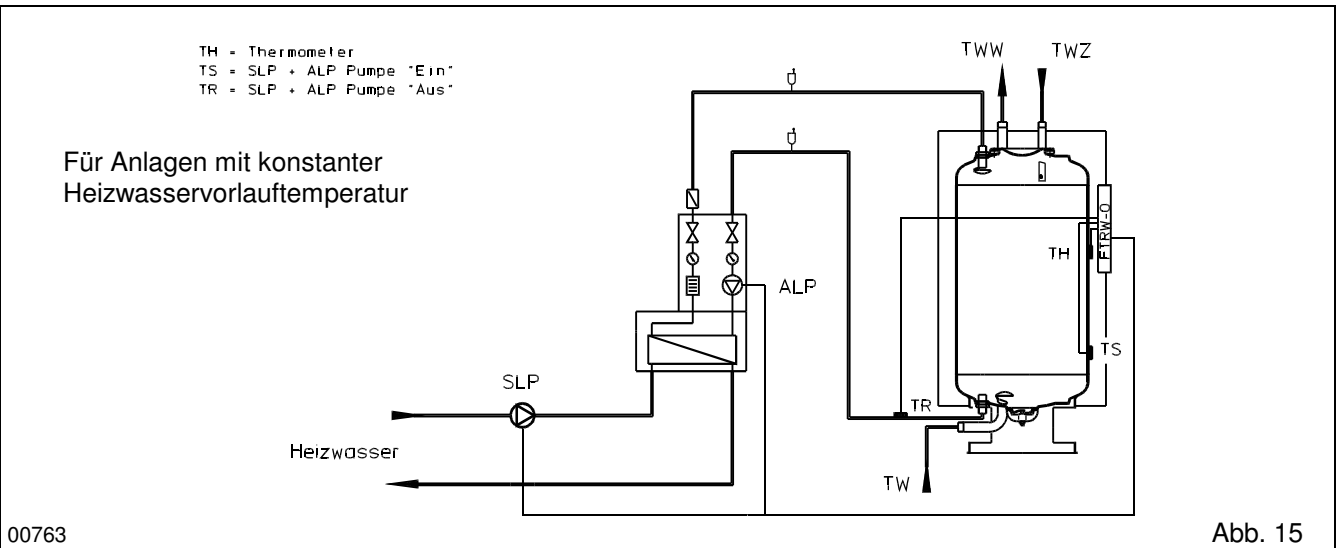 TH = Thermometer
TS = SLP + ALP Pumpe "Ein"
TR = SLP + ALP Pumpe "Aus"
TWW
TWZ
Für Anlagen mit konstanter
Heizwasservorlauftemperatur
ETRW-O
TH
ALP
TS
SLP
TR
Heizwasser
TW
00763
Abb. 15